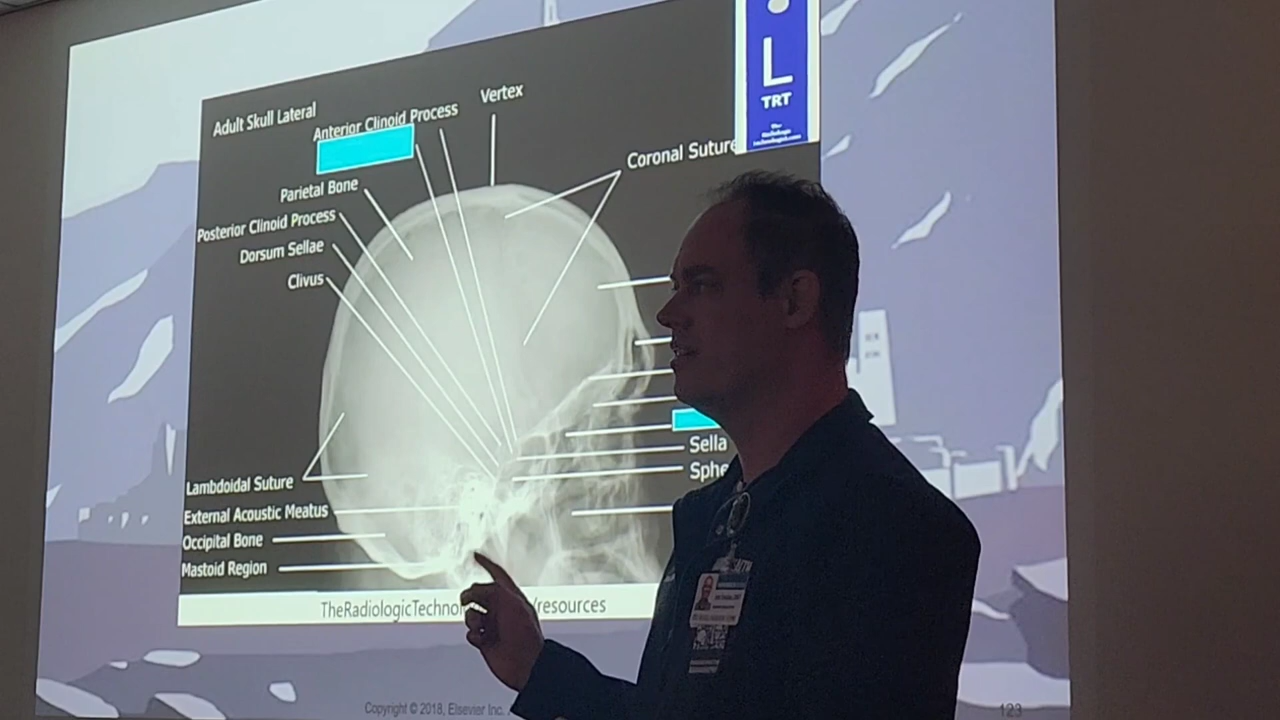 Adult Skull Lateral
Anterior Clinoid Process
Vertex
L
TRT
Coronal Suture
Parietal Bone
Posterior Clinoid Process
Dorsum Sellae
Clivus
Sella
Sphe
Lambdoidal Suture
External Acoustic Meatus
Occipital Bone
Mastoid Region
TheRadiologicTechno /resources
Copyright © 2018, Elsevier Inc.
123